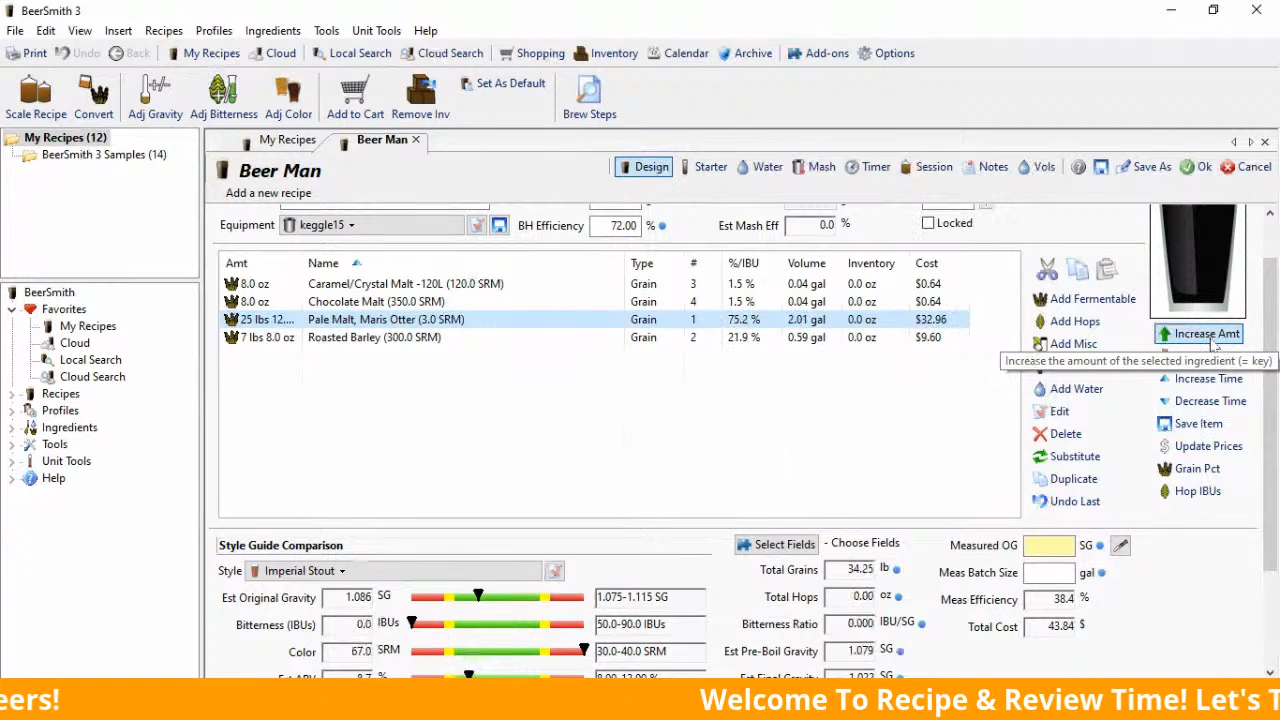 BeerSmith 3
File Edit View Insert Recipes Profiles Ingredients Tools Unit Tools Help
Print Undo Back My Recipes Cloud Local Search Cloud Search Shopping Inventory Calendar Archive Add-ons Options
Scale Recipe Convert Adj Gravity Adj Bitterness Adj Color Add to Cart Remove Inv Set As Default Brew Steps
My Recipes (12)
BeerSmith 3 Samples (14)
BeerSmith
Favorites
My Recipes
Cloud
Local Search
Cloud Search
Recipes
Profiles
Ingredients
Tools
Unit Tools
Help
My Recipes Beer Man
Beer Man Design Starter Water Mash Timer Session Notes Vols Save As Ok Cancel
Add a new recipe
Equipment keggle15 BH Efficiency 72.00 % Est Mash Eff 0.0 % Locked
Amt Name Type # %/IBU Volume Inventory Cost
8.0 oz Caramel/Crystal Malt -120L (120.0 SRM) Grain 3 1.5 % 0.04 gal 0.0 oz $0.64
8.0 oz Chocolate Malt (350.0 SRM) Grain 4 1.5 % 0.04 gal 0.0 oz $0.64
25 lbs 12.... Pale Malt, Maris Otter (3.0 SRM) Grain 1 75.2 % 2.01 gal 0.0 oz $32.96
7 lbs 8.0 oz Roasted Barley (300.0 SRM) Grain 2 21.9 % 0.59 gal 0.0 oz $9.60
Add Fermentable
Add Hops
Add Misc
Add Water
Edit
Delete
Substitute
Duplicate
Undo Last
Increase Amt
Increase the amount of the selected ingredient (= key)
Increase Time
Decrease Time
Save Item
Update Prices
Grain Pct
Hop IBUs
Style Guide Comparison
Style Imperial Stout
Est Original Gravity 1.086 SG 1.075-1.115 SG
Bitterness (IBUs) 0.0 IBUs 50.0-90.0 IBUs
Color 67.0 SRM 30.0-40.0 SRM
Select Fields - Choose Fields
Total Grains 34.25 lb
Total Hops 0.00 oz
Bitterness Ratio 0.000 IBU/SG
Est Pre-Boil Gravity 1.079 SG
Measured OG SG
Meas Batch Size gal
Meas Efficiency 38.4 %
Total Cost 43.84 $
eers! Welcome To Recipe & Review Time! Let's T